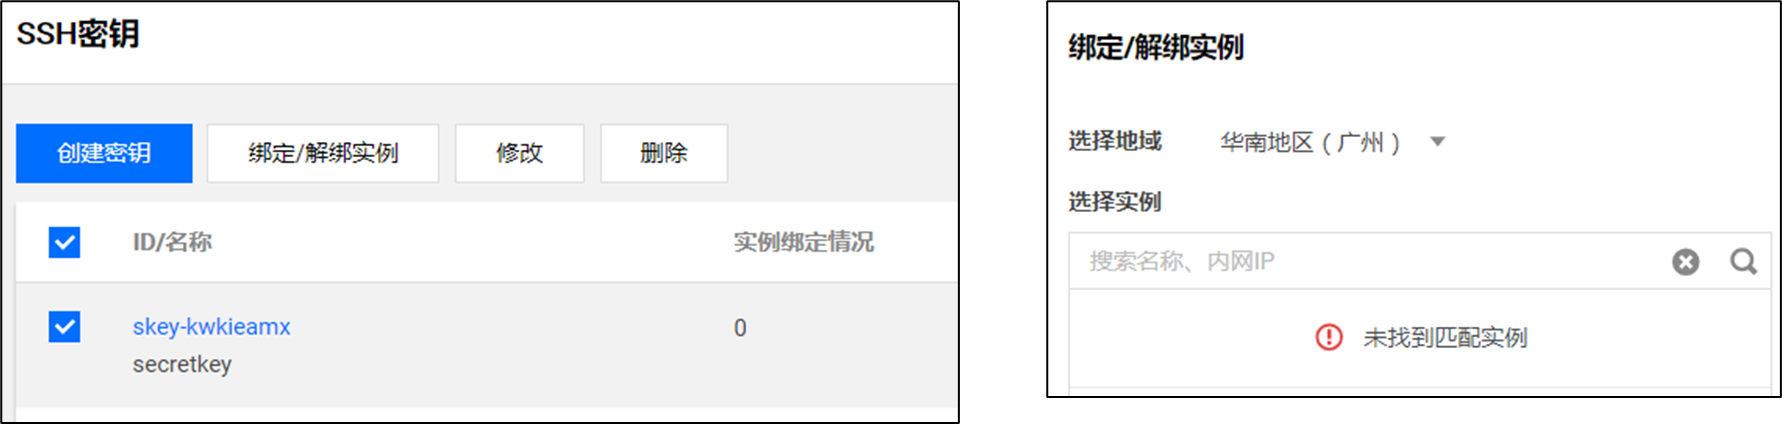 SSH密钥
创建密钥
绑定/解绑实例
修改
删除
ID/名称
实例绑定情况
skey-kwkieamx
0
secretkey
绑定/解绑实例
选择地域
华南地区（广州）
选择实例
搜索名称、内网IP
未找到匹配实例